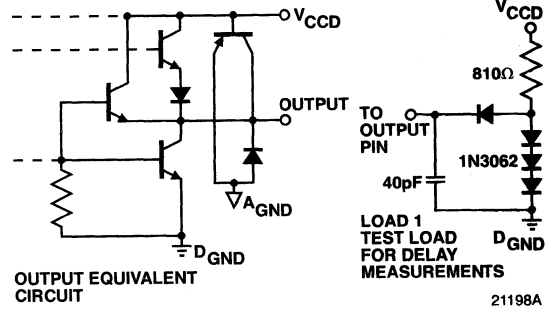 VCCD
OUTPUT
AGND
DGND
OUTPUT EQUIVALENT
CIRCUIT
VCCD
810Ω
TO
OUTPUT
PIN
1N3062
40pF
LOAD 1
TEST LOAD
FOR DELAY
MEASUREMENTS
DGND
21198A